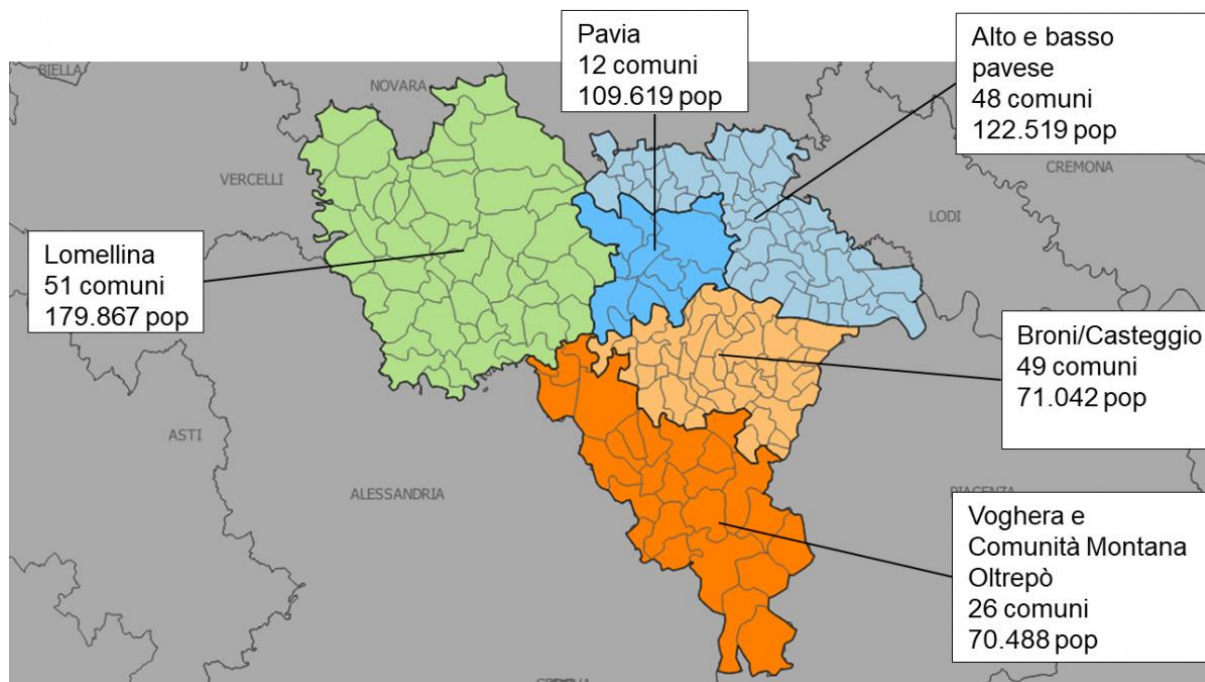 Pavia
12 comuni
109.619 pop
Alto e basso
pavese
48 comuni
122.519 pop
BIELLA
NOVARA
VERCELLI
CREMONA
LODI
Lomellina
51 comuni
179.867 pop
Broni/Casteggio
49 comuni
71.042 pop
ASTI
ALESSANDRIA
PIACENZA
Voghera e
Comunità Montana
Oltrepò
26 comuni
70.488 pop